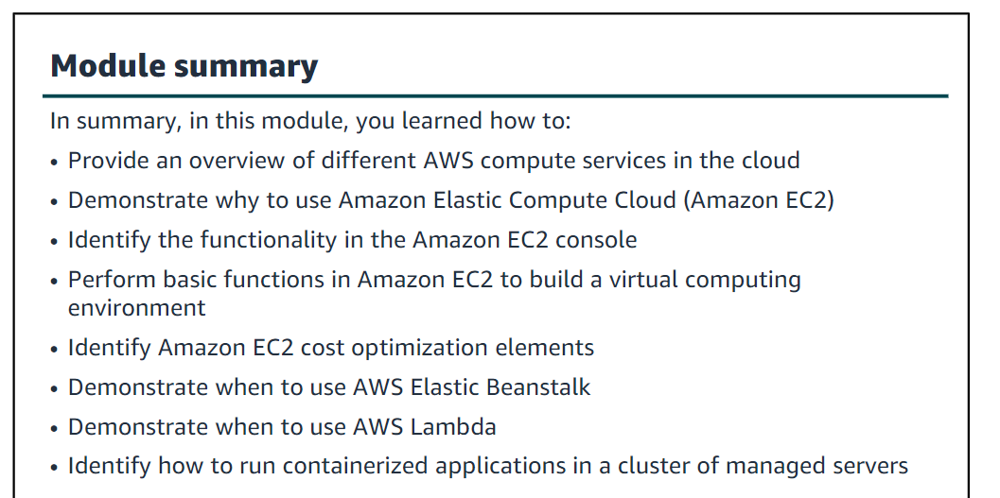 Module summary
In summary, in this module, you learned how to:
• Provide an overview of different AWS compute services in the cloud
• Demonstrate why to use Amazon Elastic Compute Cloud (Amazon EC2)
• Identify the functionality in the Amazon EC2 console
• Perform basic functions in Amazon EC2 to build a virtual computing
environment
• Identify Amazon EC2 cost optimization elements
• Demonstrate when to use AWS Elastic Beanstalk
• Demonstrate when to use AWS Lambda
• Identify how to run containerized applications in a cluster of managed servers